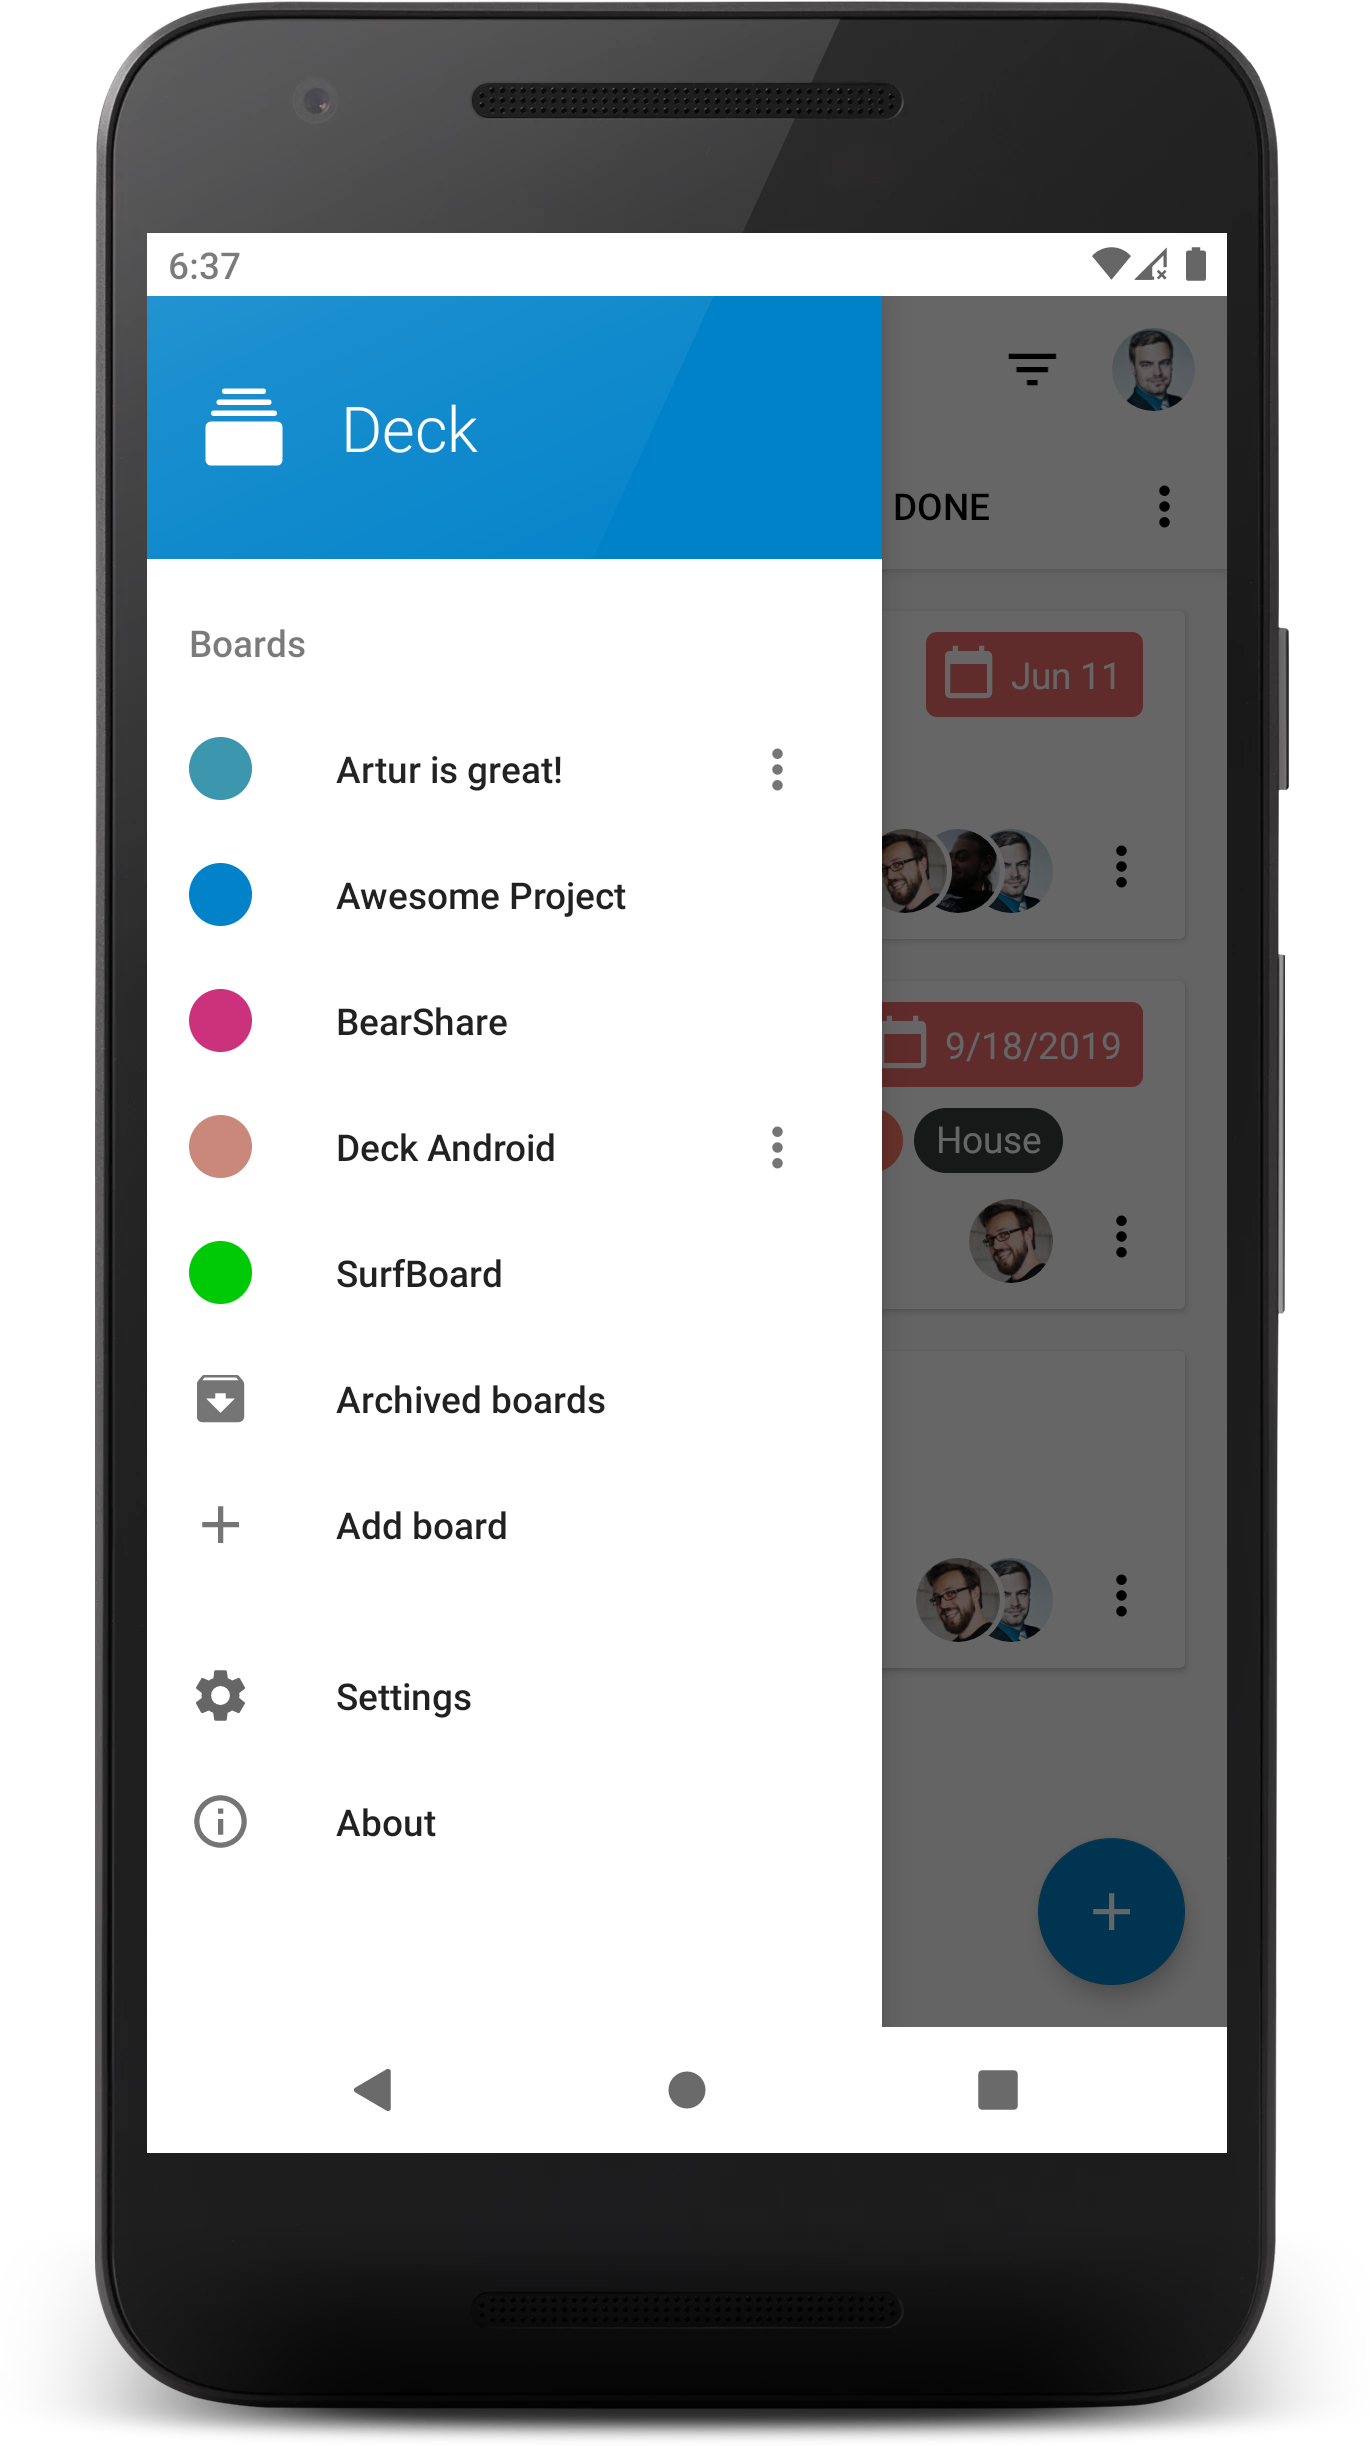 6:37
Deck
DONE
Boards
Jun 11
Artur is great!
Awesome Project
BearShare
9/18/2019
Deck Android
House
SurfBoard
Archived boards
Add board
Settings
About